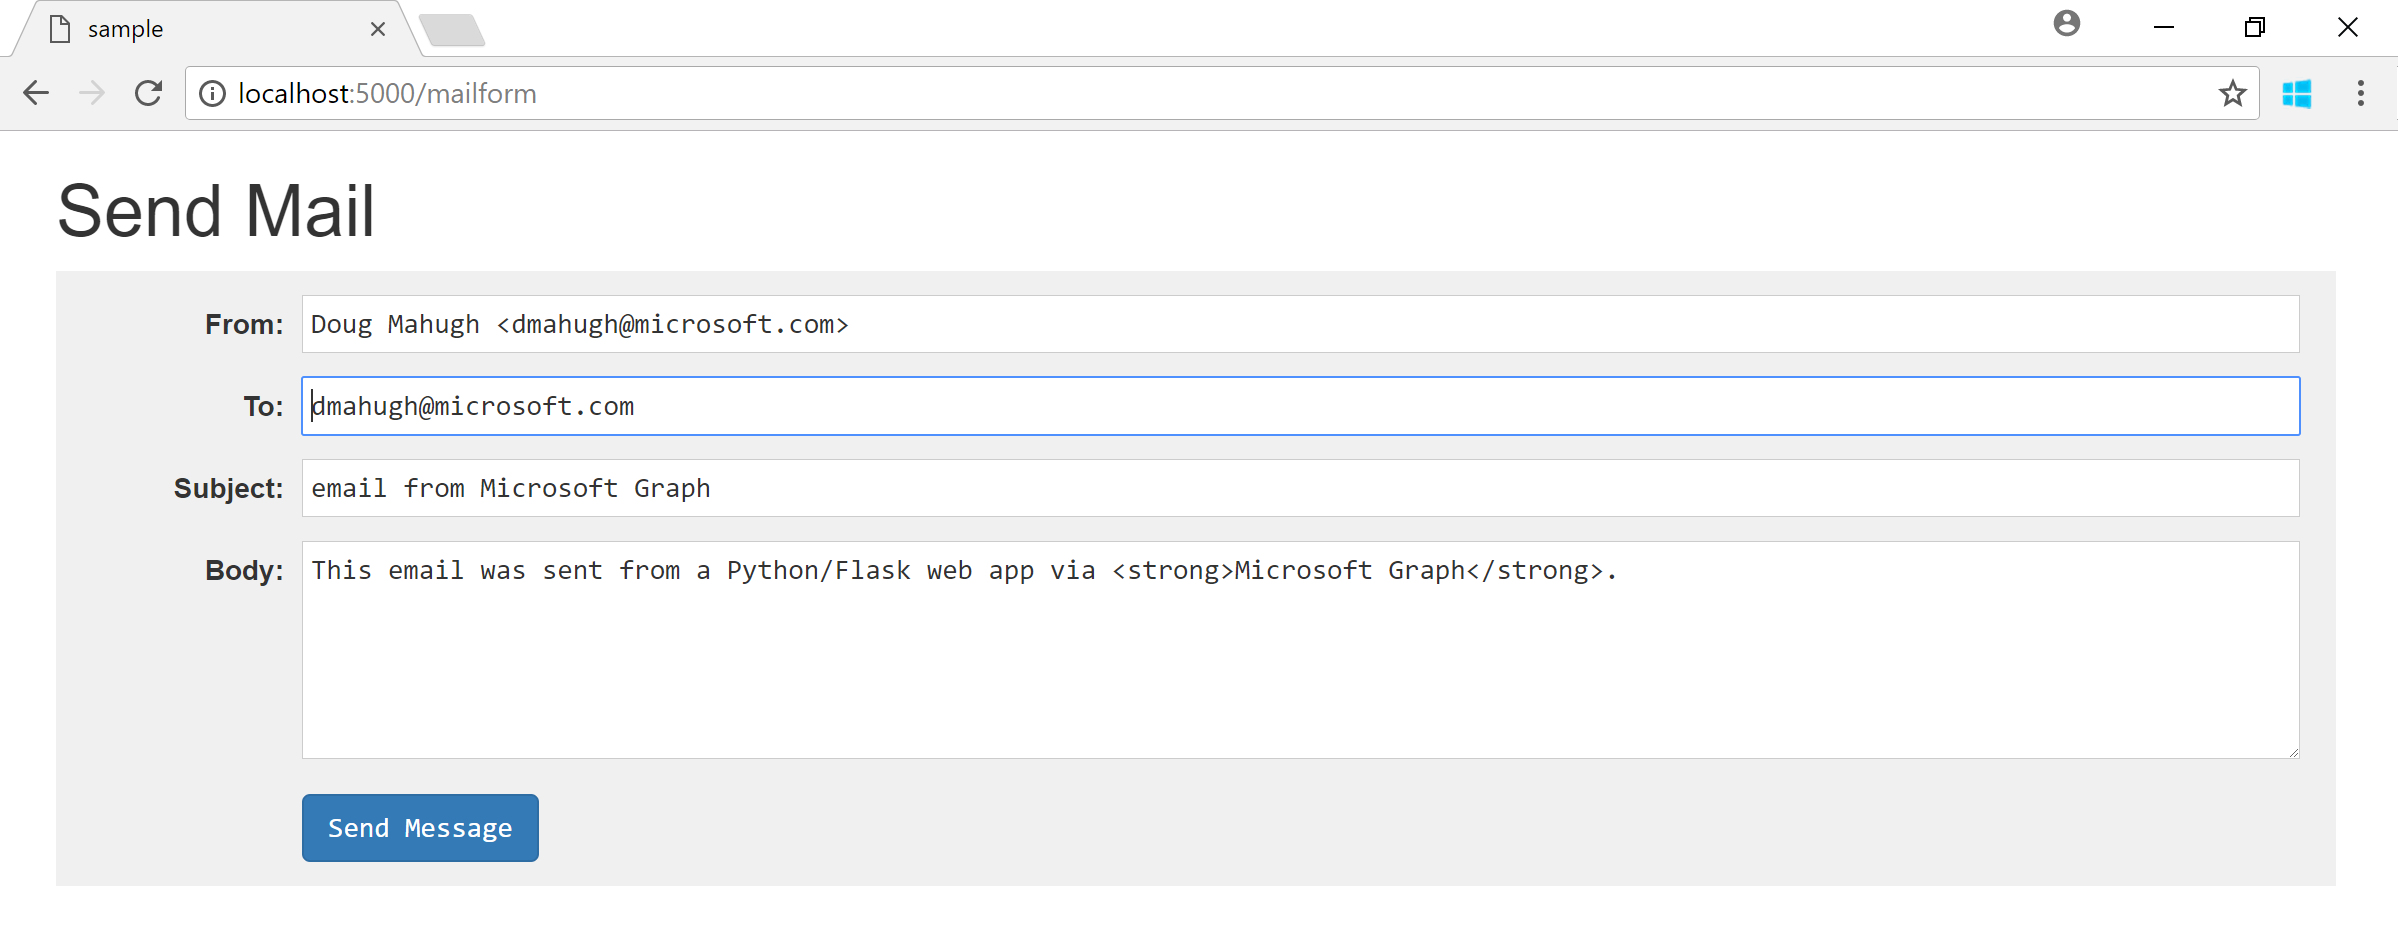 sample
localhost:5000/mailform
Send Mail
From: Doug Mahugh <dmahugh@microsoft.com>
To: dmahugh@microsoft.com
Subject: email from Microsoft Graph
Body: This email was sent from a Python/Flask web app via <strong>Microsoft Graph</strong>.
Send Message